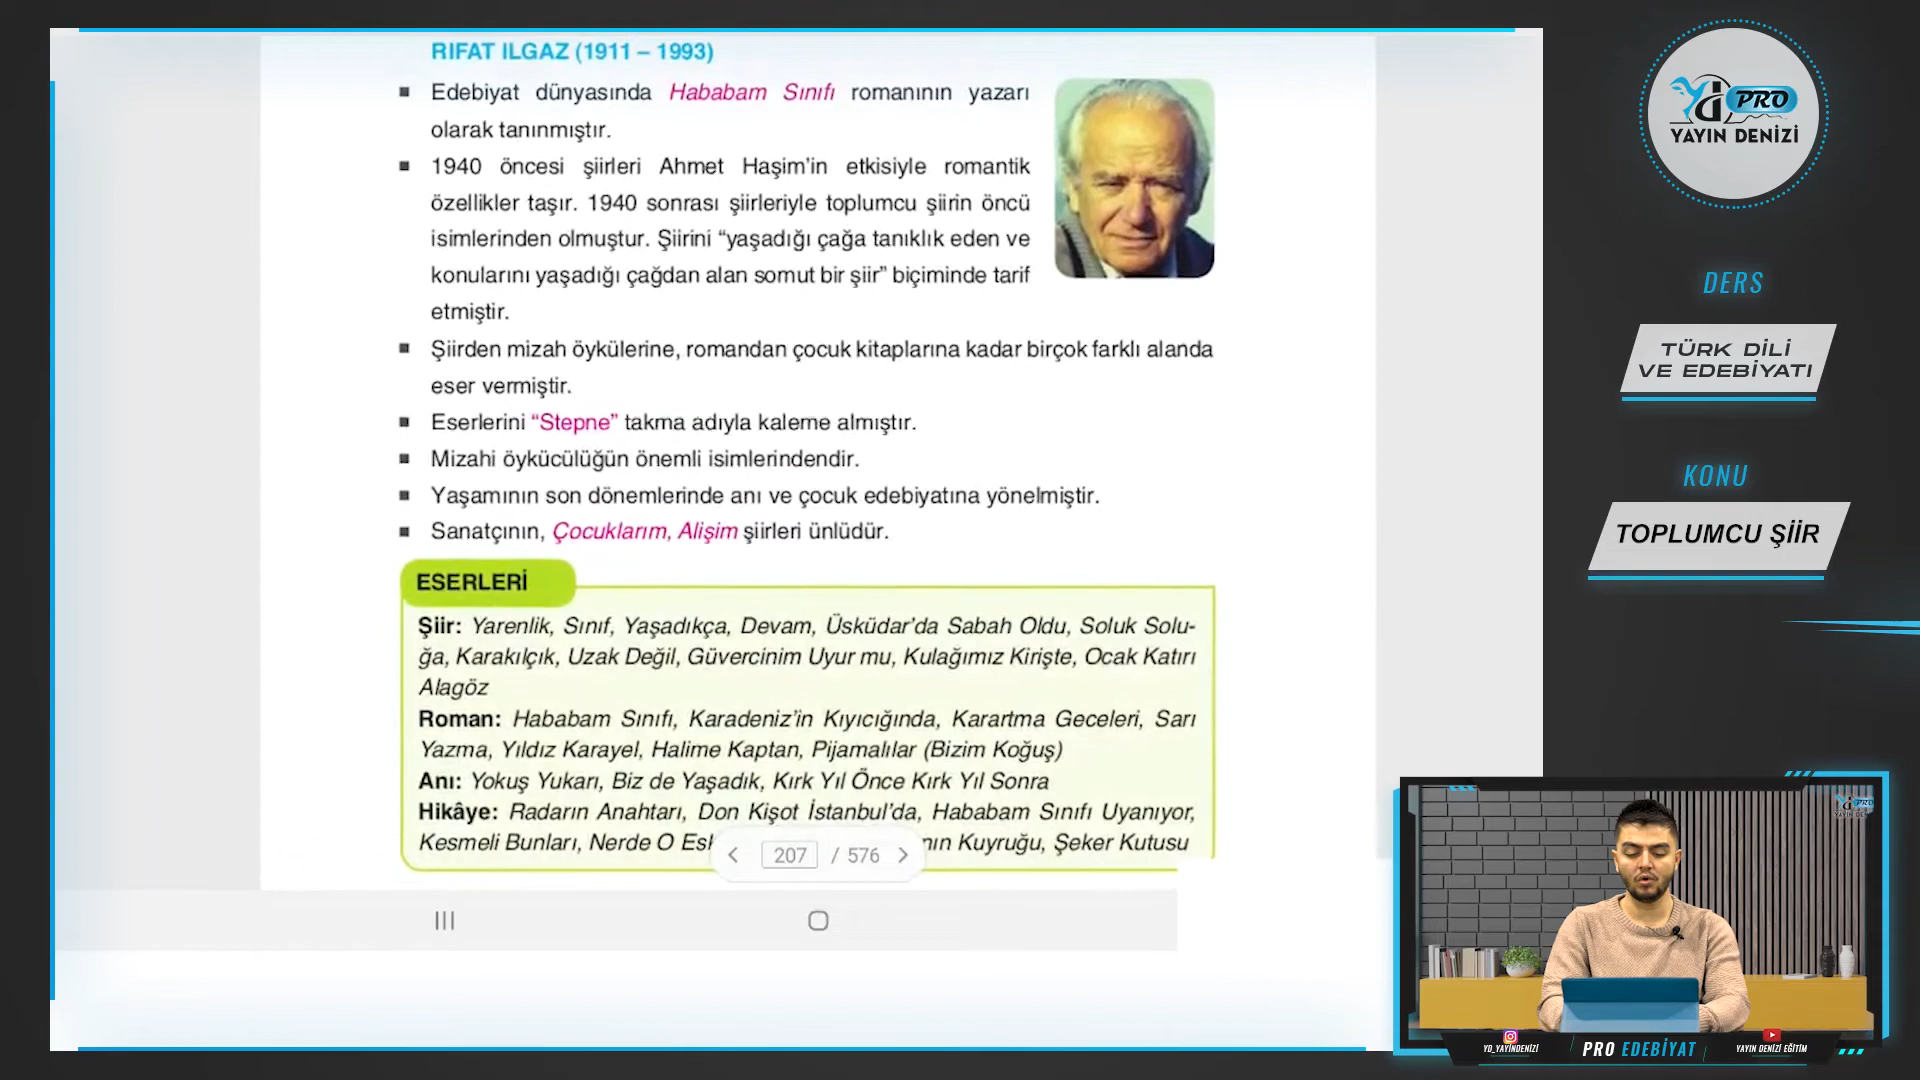 RIFAT ILGAZ (1911 – 1993)
▪ Edebiyat dünyasında Hababam Sınıfı romanının yazarı
olarak tanınmıştır.
▪ 1940 öncesi şiirleri Ahmet Haşim’in etkisiyle romantik
özellikler taşır. 1940 sonrası şiirleriyle toplumcu şiirin öncü
isimlerinden olmuştur. Şiirini “yaşadığı çağa tanıklık eden ve
konularını yaşadığı çağdan alan somut bir şiir” biçiminde tarif
etmiştir.
▪ Şiirden mizah öykülerine, romandan çocuk kitaplarına kadar birçok farklı alanda
eser vermiştir.
▪ Eserlerini “Stepne” takma adıyla kaleme almıştır.
▪ Mizahi öykücülüğün önemli isimlerindendir.
▪ Yaşamının son dönemlerinde anı ve çocuk edebiyatına yönelmiştir.
▪ Sanatçının, Çocuklarım, Alişim şiirleri ünlüdür.
ESERLERİ
Şiir: Yarenlik, Sınıf, Yaşadıkça, Devam, Üsküdar’da Sabah Oldu, Soluk Solu-
ğa, Karakılçık, Uzak Değil, Güvercinim Uyur mu, Kulağımız Kirişte, Ocak Katırı
Alagöz
Roman: Hababam Sınıfı, Karadeniz’in Kıyıcığında, Karartma Geceleri, Sarı
Yazma, Yıldız Karayel, Halime Kaptan, Pijamalılar (Bizim Koğuş)
Anı: Yokuş Yukarı, Biz de Yaşadık, Kırk Yıl Önce Kırk Yıl Sonra
Hikâye: Radarın Anahtarı, Don Kişot İstanbul’da, Hababam Sınıfı Uyanıyor,
Kesmeli Bunları, Nerde O Kuyruğu, Şeker Kutusu
207 / 576
yd PRO
YAYIN DENİZİ
DERS
TÜRK DİLİ
VE EDEBİYATI
KONU
TOPLUMCU ŞİİR
YD_YAYINDENIZI
PRO EDEBİYAT
YAYIN DENİZİ EĞİTİM